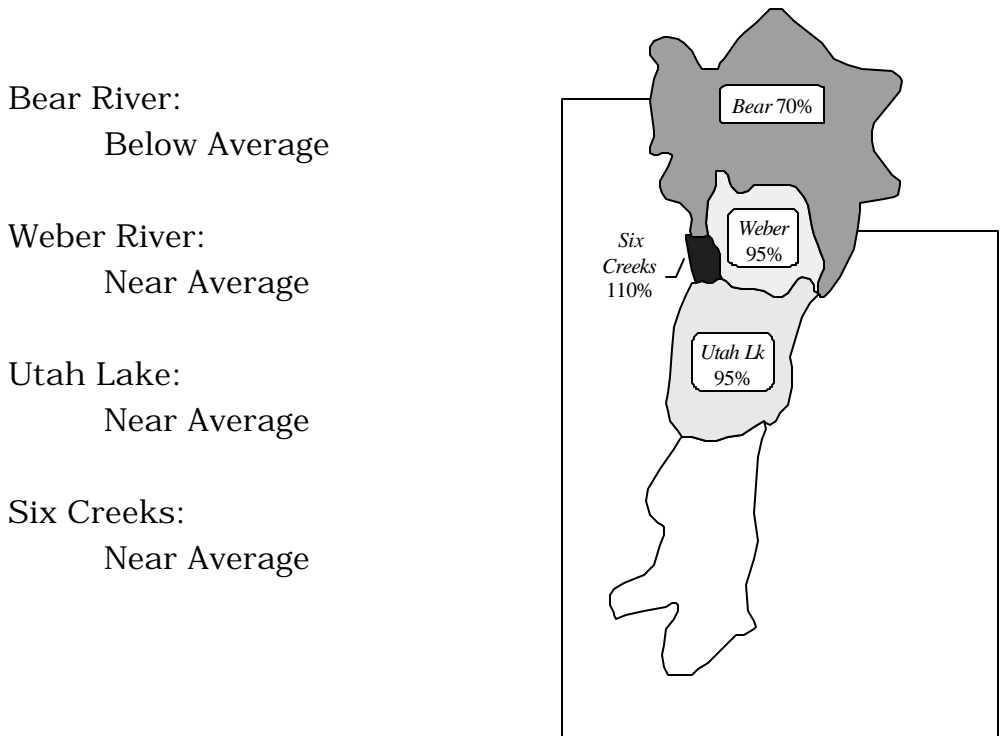 Bear River:
Below Average
Weber River:
Near Average
Utah Lake:
Near Average
Six Creeks:
Near Average
Bear 70%
Weber
95%
Six
Creeks
110%
Utah Lk
95%